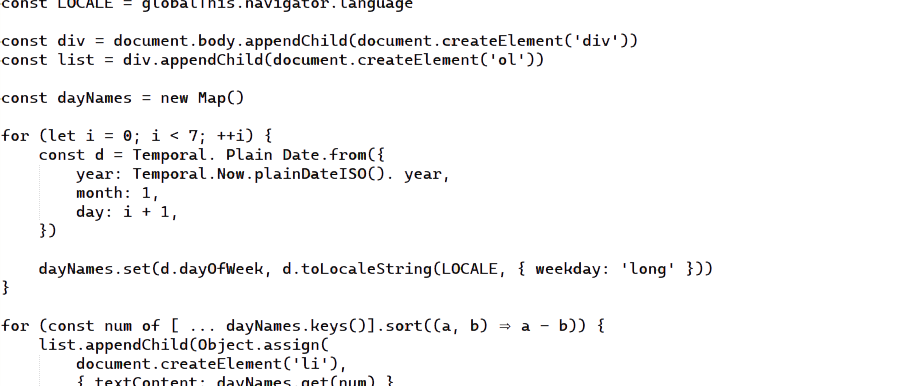 const LOCALE = globalThis.navigator.language
const div = document.body.appendChild(document.createElement('div'))
const list = div.appendChild(document.createElement('ol'))
const dayNames = new Map()
for (let i = 0; i < 7; ++i) {
    const d = Temporal. Plain Date.from({
        year: Temporal.Now.plainDateISO(). year,
        month: 1,
        day: i + 1,
    })
    dayNames.set(d.dayOfWeek, d.toLocaleString(LOCALE, { weekday: 'long' }))
}
for (const num of [ ... dayNames.keys()].sort((a, b) ⇒ a - b)) {
    list.appendChild(Object.assign(
        document.createElement('li'),
        { textContent: dayNames.get(num) }